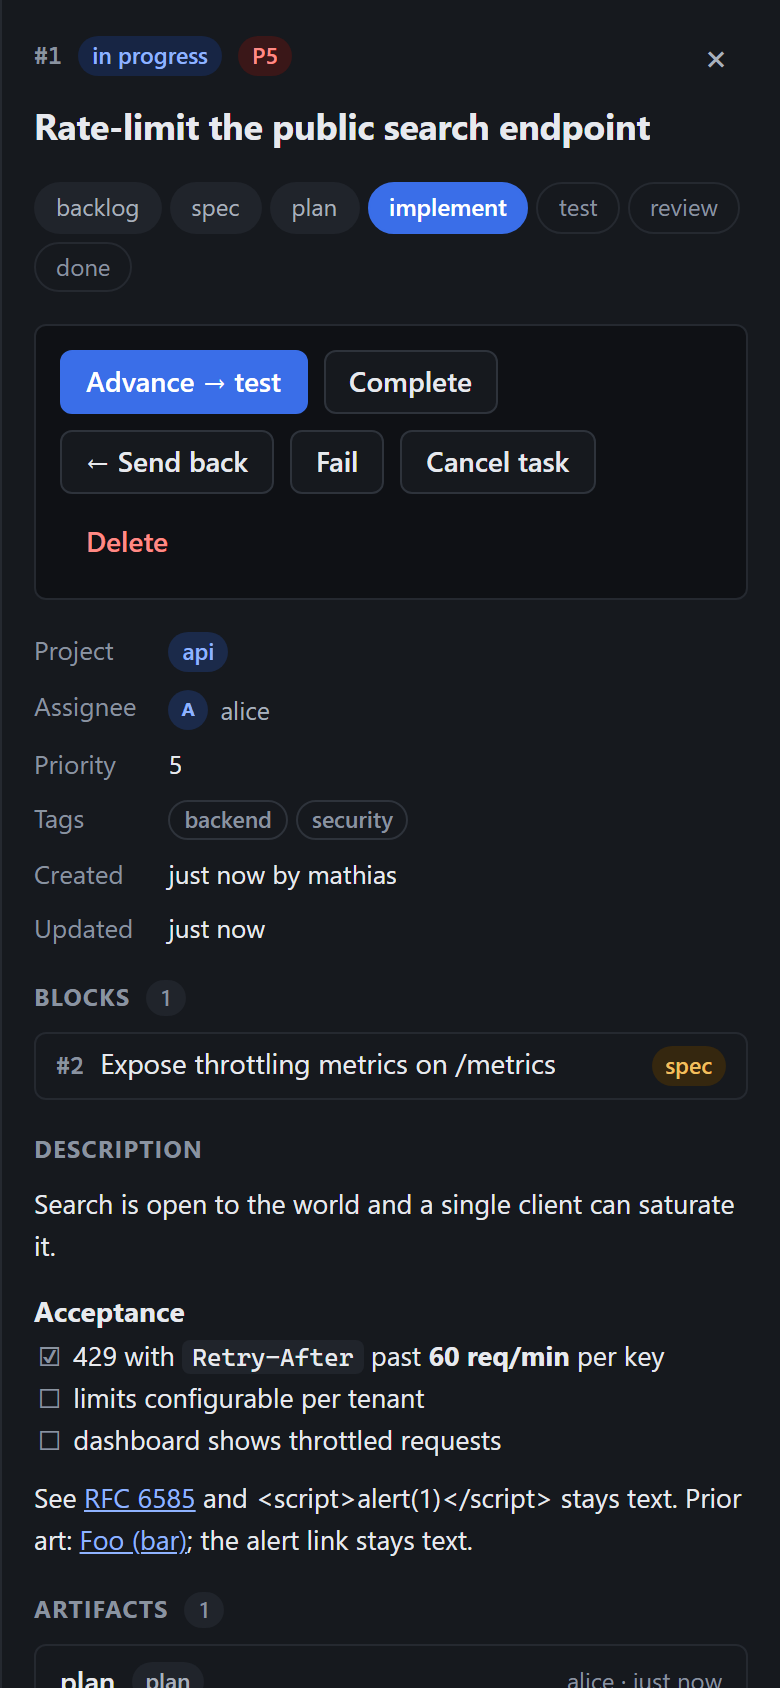 #1 in progress P5 ✕
Rate-limit the public search endpoint
backlog spec plan implement test review
done
Advance → test Complete
← Send back Fail Cancel task
Delete
Project api
Assignee A alice
Priority 5
Tags backend security
Created just now by mathias
Updated just now
BLOCKS 1
#2 Expose throttling metrics on /metrics spec
DESCRIPTION
Search is open to the world and a single client can saturate
it.
Acceptance
☑ 429 with Retry-After past 60 req/min per key
☐ limits configurable per tenant
☐ dashboard shows throttled requests
See RFC 6585 and <script>alert(1)</script> stays text. Prior
art: Foo (bar); the alert link stays text.
ARTIFACTS 1
plan plan alice · just now